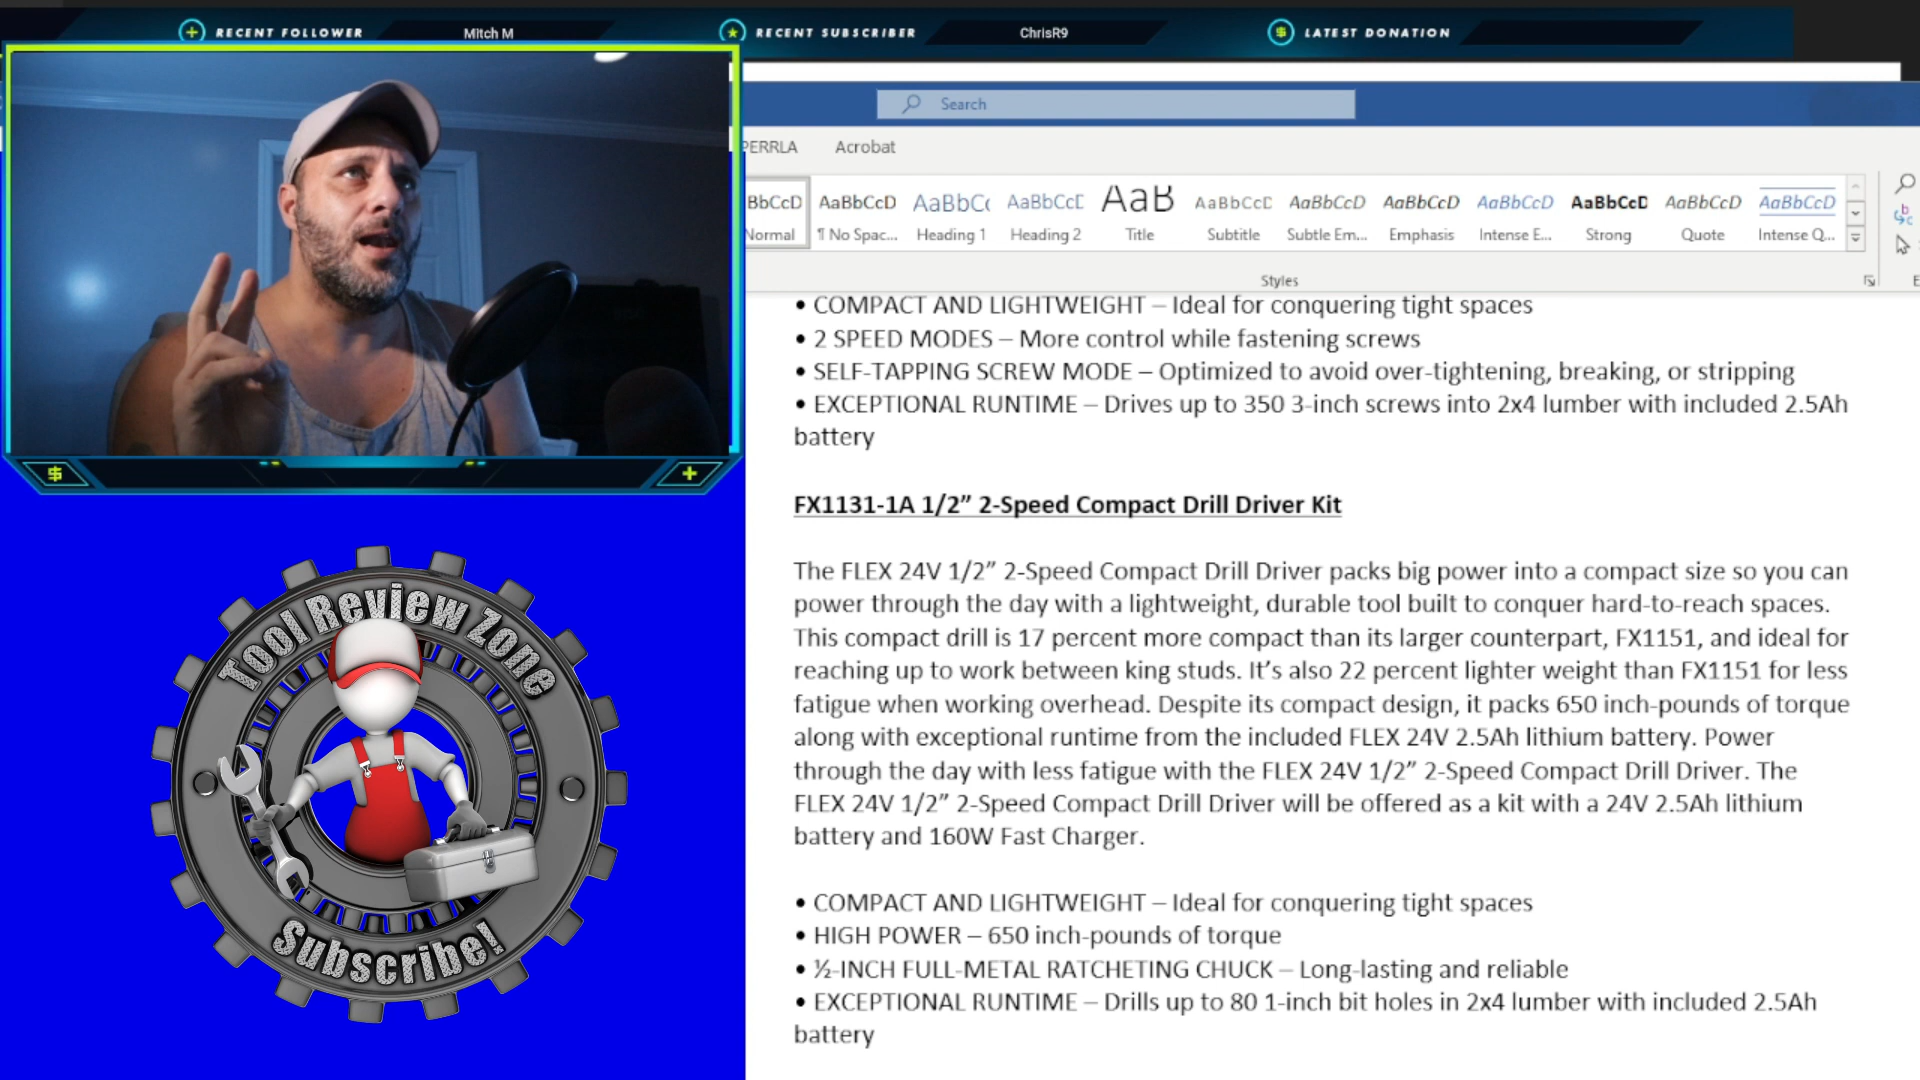 RECENT FOLLOWER
Mitch M
RECENT SUBSCRIBER
ChrisR9
LATEST DONATION
Search
PERRLA
Acrobat
BbCcD
AaBbCcD
AaBbCc
AaBbCcD
AaB
AaBbCcD
AaBbCcD
AaBbCcD
AaBbCcD
AaBbCcD
AaBbCcD
AaBbCcD
Normal
¶ No Spac...
Heading 1
Heading 2
Title
Subtitle
Subtle Em...
Emphasis
Intense E...
Strong
Quote
Intense Q...
Styles
• COMPACT AND LIGHTWEIGHT – Ideal for conquering tight spaces
• 2 SPEED MODES – More control while fastening screws
• SELF-TAPPING SCREW MODE – Optimized to avoid over-tightening, breaking, or stripping
• EXCEPTIONAL RUNTIME – Drives up to 350 3-inch screws into 2x4 lumber with included 2.5Ah
battery
FX1131-1A 1/2” 2-Speed Compact Drill Driver Kit
The FLEX 24V 1/2” 2-Speed Compact Drill Driver packs big power into a compact size so you can
power through the day with a lightweight, durable tool built to conquer hard-to-reach spaces.
This compact drill is 17 percent more compact than its larger counterpart, FX1151, and ideal for
reaching up to work between king studs. It’s also 22 percent lighter weight than FX1151 for less
fatigue when working overhead. Despite its compact design, it packs 650 inch-pounds of torque
along with exceptional runtime from the included FLEX 24V 2.5Ah lithium battery. Power
through the day with less fatigue with the FLEX 24V 1/2” 2-Speed Compact Drill Driver. The
FLEX 24V 1/2” 2-Speed Compact Drill Driver will be offered as a kit with a 24V 2.5Ah lithium
battery and 160W Fast Charger.
• COMPACT AND LIGHTWEIGHT – Ideal for conquering tight spaces
• HIGH POWER – 650 inch-pounds of torque
• ½-INCH FULL-METAL RATCHETING CHUCK – Long-lasting and reliable
• EXCEPTIONAL RUNTIME – Drills up to 80 1-inch bit holes in 2x4 lumber with included 2.5Ah
battery
Tool Review Zone
Subscribe!